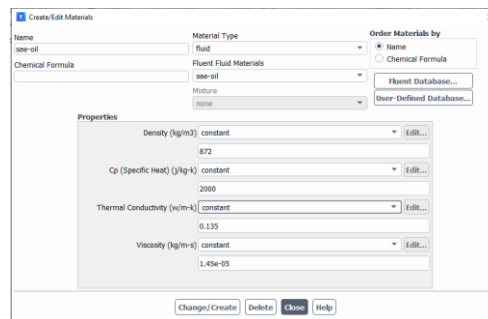 Create/Edit Materials
Name
sae-oil
Material Type
fluid
Order Materials by
Name
Chemical Formula
Chemical Formula
Fluent Fluid Materials
sae-oil
Mixture
none
Fluent Database...
User-Defined Database...
Properties
Density (kg/m3) constant Edit...
872
Cp (Specific Heat) (j/kg-k) constant Edit...
2000
Thermal Conductivity (w/m-k) constant Edit...
0.135
Viscosity (kg/m-s) constant Edit...
1.45e-05
Change/Create Delete Close Help